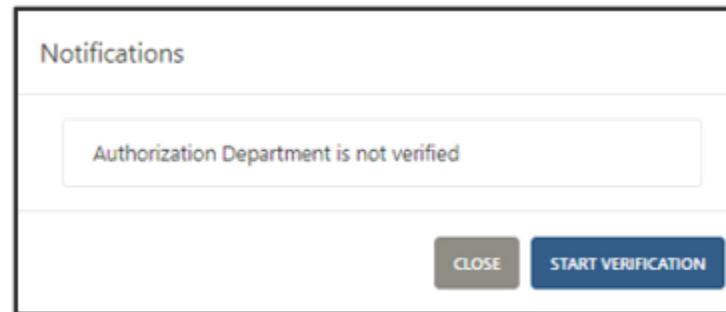 Notifications
Authorization Department is not verified
CLOSE START VERIFICATION